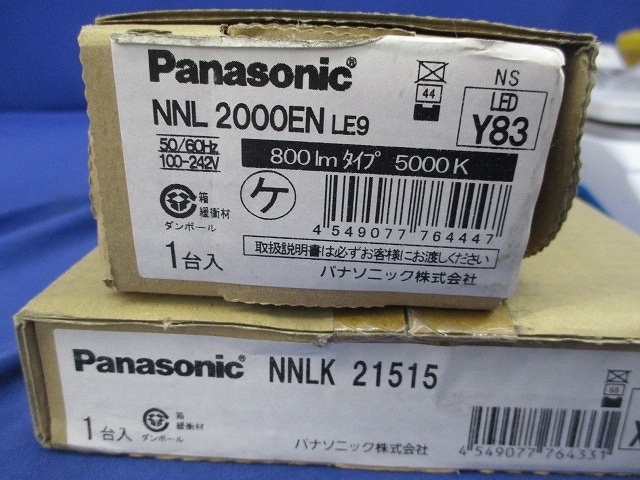 Panasonic®
NNL 2000EN LE9
50/60Hz
100-242V
800 lm タイプ 5000K
44
NS
LED
Y83
箱
緩衝材
ダンボール
ケ
4 549077 764447
1台入
取扱説明書は必ずお客様にお渡しください
パナソニック株式会社
Panasonic®
NNLK 21515
1台入
箱
緩衝材
ダンボール
パナソニック株式会社
4 549077 764331